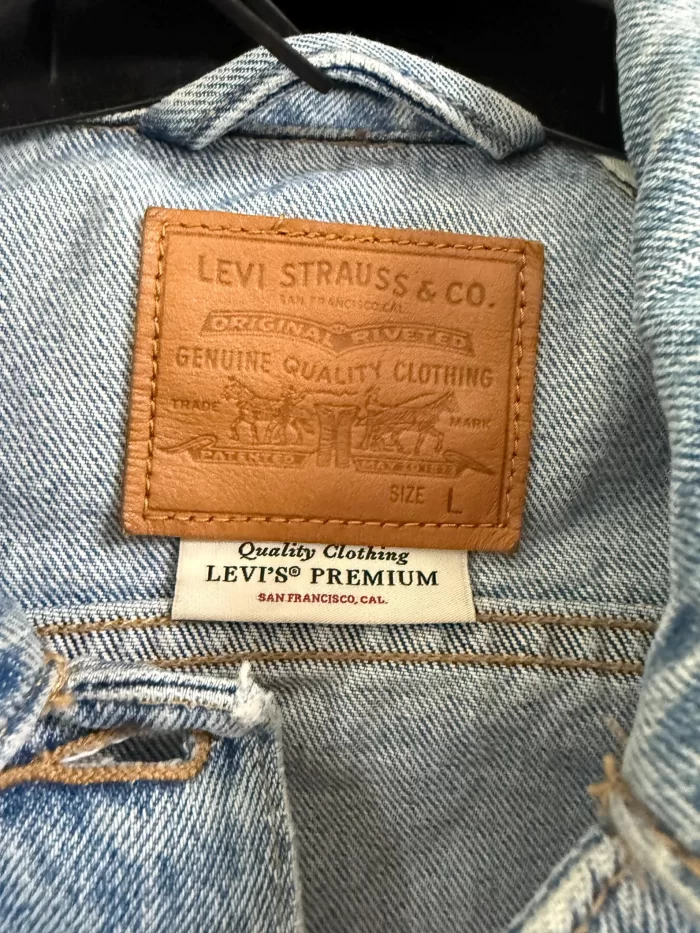 LEVI STRAUSS & CO.
SAN FRANCISCO, CAL.
ORIGINAL RIVETED
GENUINE QUALITY CLOTHING
TRADE MARK
PATENTED MAY 20 1873
SIZE L
Quality Clothing
LEVI'S® PREMIUM
SAN FRANCISCO, CAL.